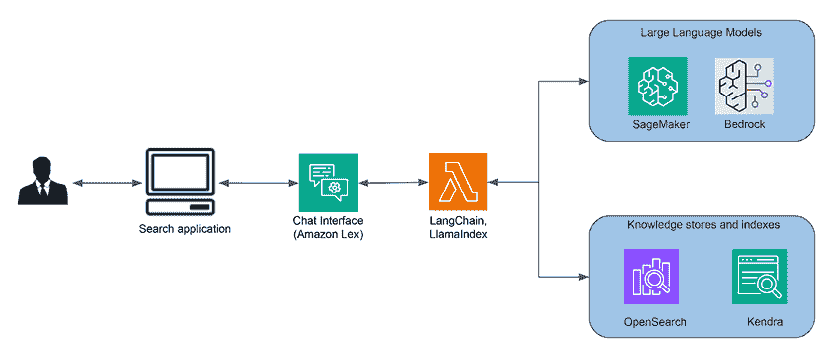 Large Language Models
SageMaker
Bedrock
Search application
Chat Interface
(Amazon Lex)
LangChain,
LlamaIndex
Knowledge stores and indexes
OpenSearch
Kendra